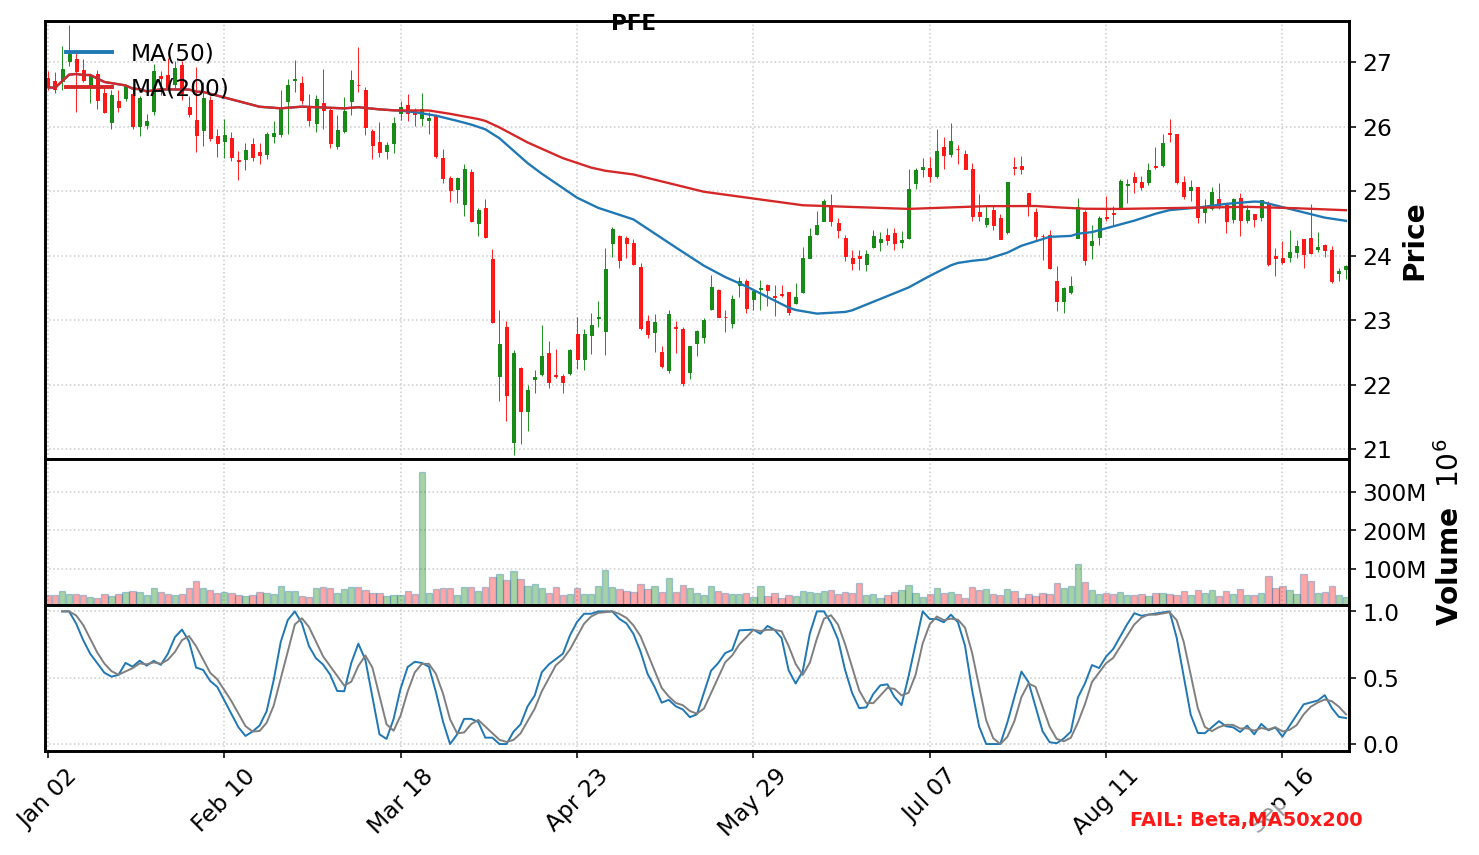 PFE
MA(50)
MA(200)
27
26
25
24
23
22
21
Price
300M
200M
100M
Volume 10^6
1.0
0.5
0.0
Jan 02
Feb 10
Mar 18
Apr 23
May 29
Jul 07
Aug 11
Sep 16
FAIL: Beta,MA50x200